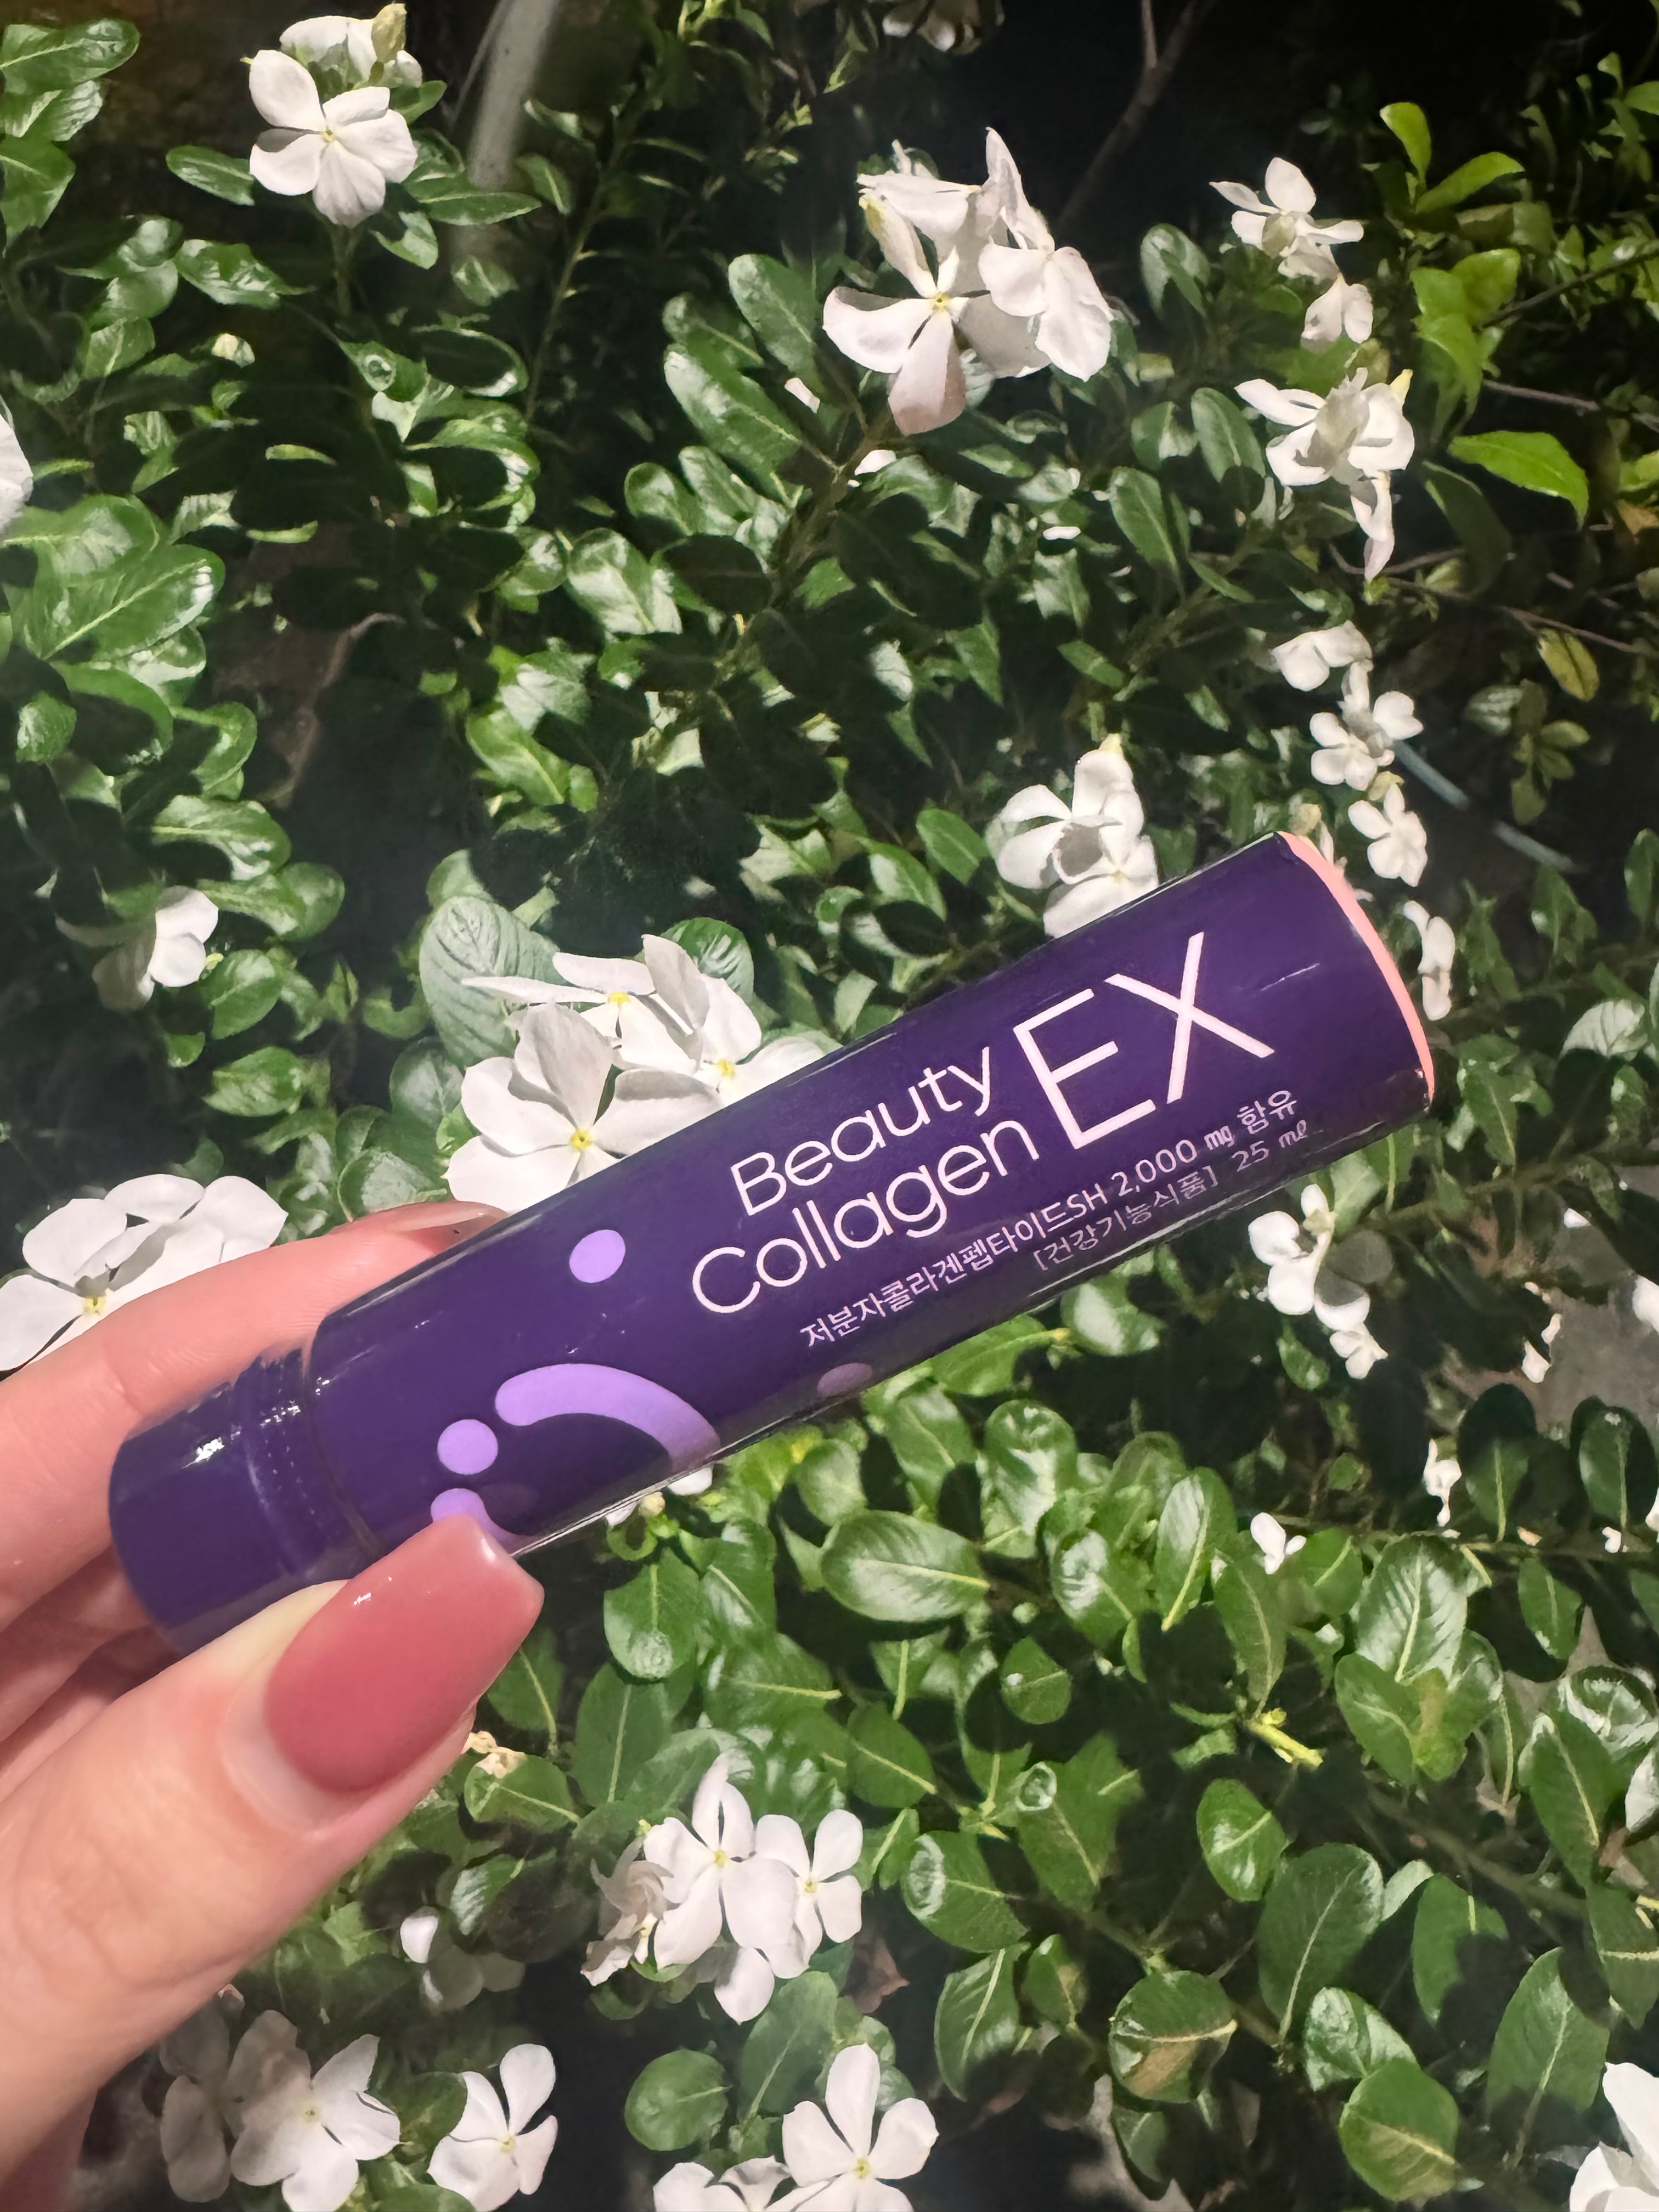 Beauty
Collagen EX
저분자콜라겐펩타이드SH 2,000 mg 함유
[건강기능식품] 25 ml